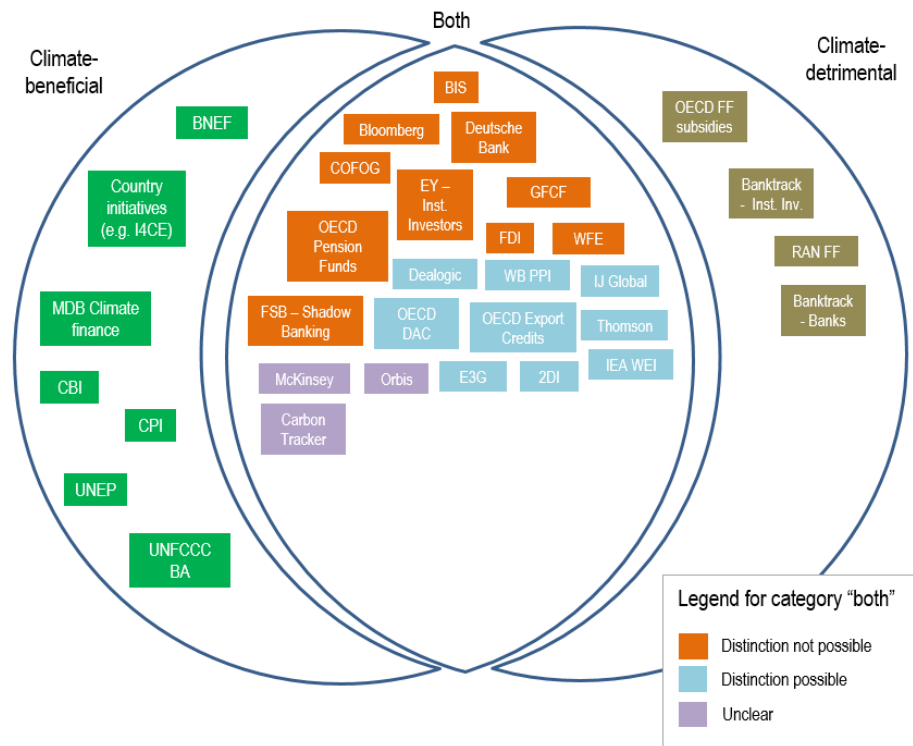 Both
Climate-
beneficial
Climate-
detrimental
BNEF
Country
initiatives
(e.g. I4CE)
MDB Climate
finance
CBI
CPI
UNEP
UNFCCC
BA
BIS
Bloomberg
Deutsche
Bank
COFOG
EY –
Inst.
Investors
GFCF
OECD
Pension
Funds
FDI
WFE
Dealogic
WB PPI
IJ Global
FSB – Shadow
Banking
OECD
DAC
OECD Export
Credits
Thomson
IEA WEI
McKinsey
Orbis
E3G
2DI
Carbon
Tracker
OECD FF
subsidies
Banktrack
- Inst. Inv.
RAN FF
Banktrack
- Banks
Legend for category “both”
Distinction not possible
Distinction possible
Unclear